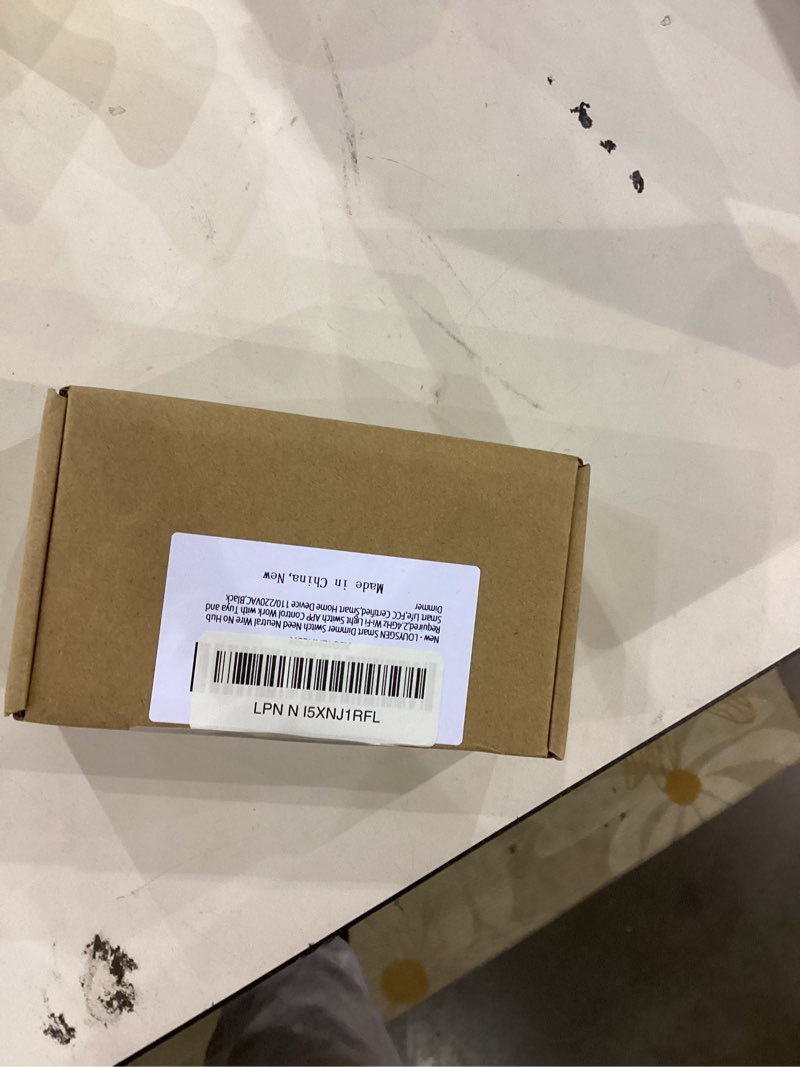 New - LOUYSGEN Smart Dimmer Switch Need Neutral Wire No Hub
Required,2.4GHz Wi-Fi Light Switch APP Control Work with Tuya and
Smart Life,FCC Certified,Smart Home Device 110/220VAC,Black
Dimmer
Made in China,New
LPN N I5XNJ1RFL